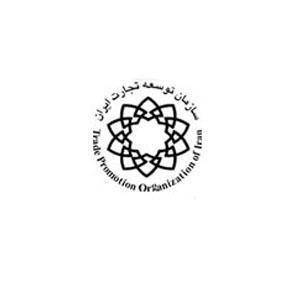 سازمان توسعه تجارت ایران
Trade Promotion Organization of Iran